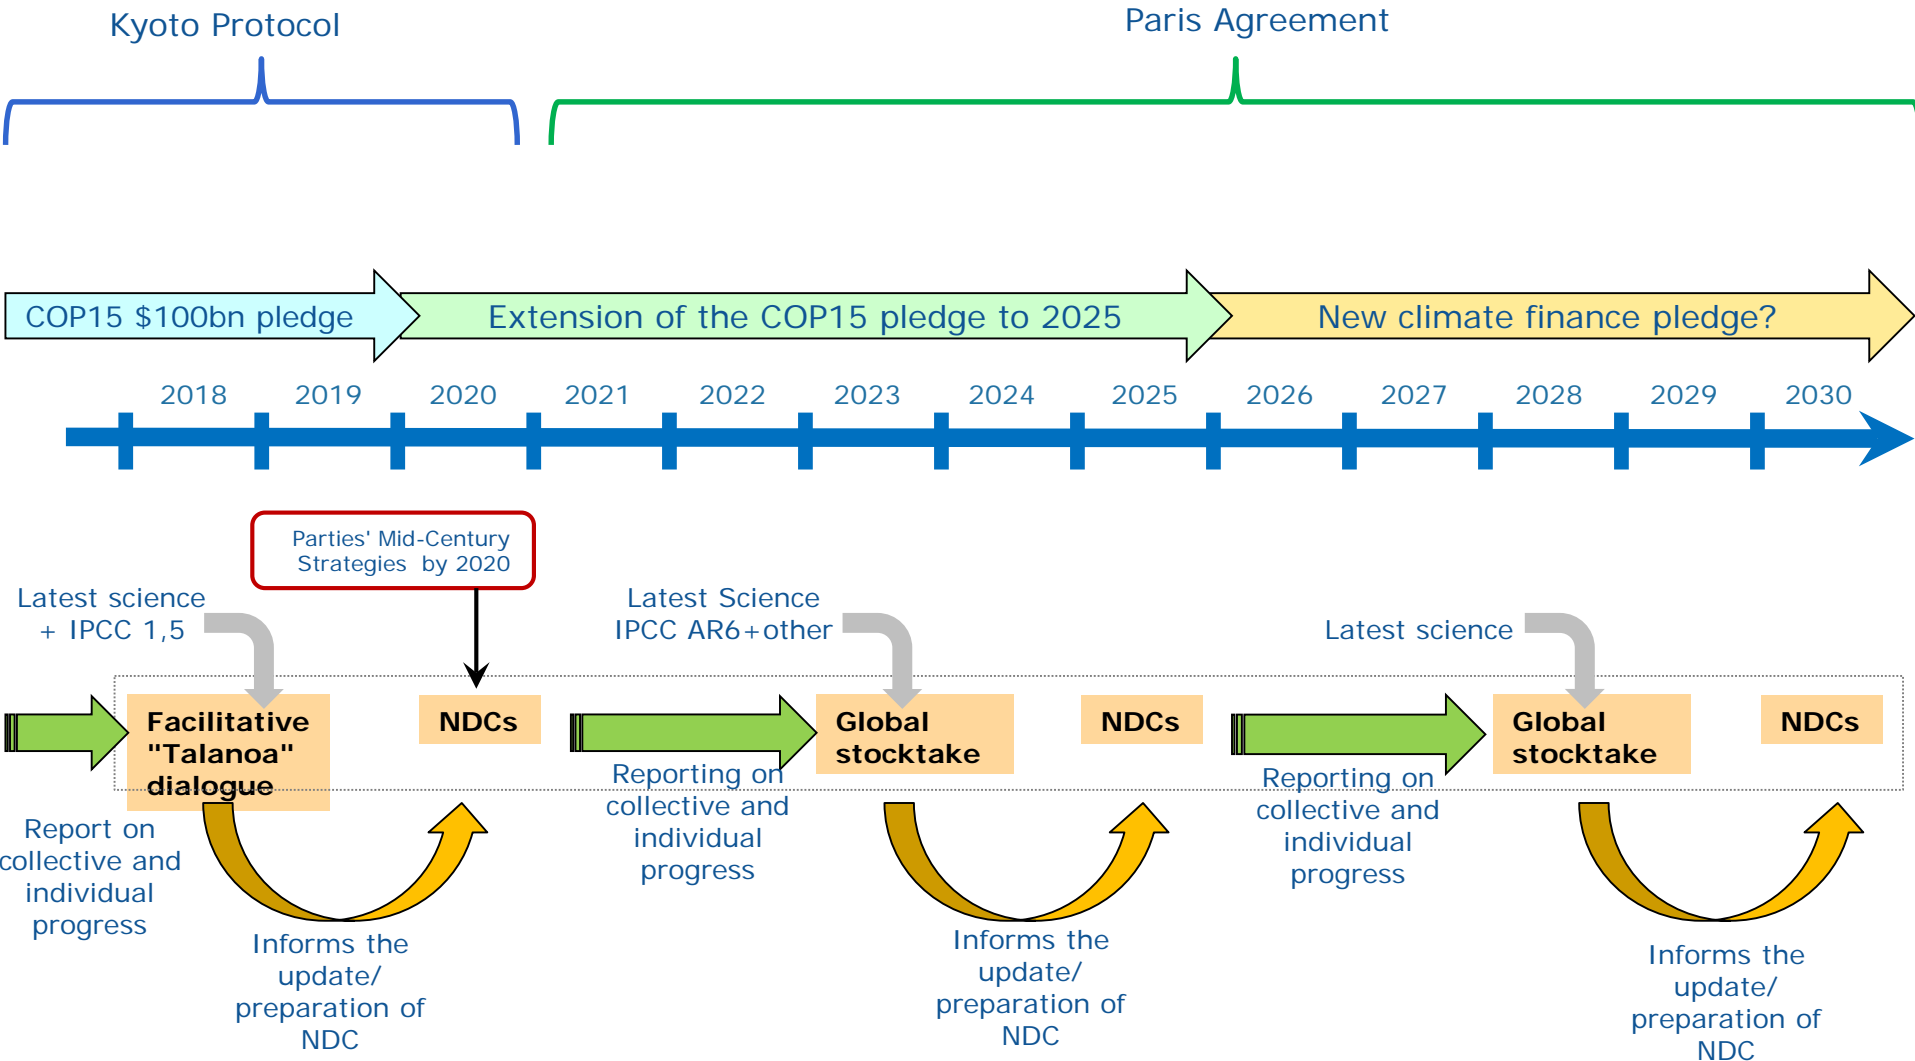 Kyoto Protocol
Paris Agreement
COP15 $100bn pledge
Extension of the COP15 pledge to 2025
New climate finance pledge?
2018
2019
2020
2021
2022
2023
2024
2025
2026
2027
2028
2029
2030
Parties' Mid-Century
Strategies by 2020
Latest science
+ IPCC 1,5
Latest Science
IPCC AR6+other
Latest science
Facilitative
"Talanoa"
dialogue
NDCs
Global
stocktake
NDCs
Global
stocktake
NDCs
Report on
collective and
individual
progress
Reporting on
collective and
individual
progress
Reporting on
collective and
individual
progress
Informs the
update/
preparation of
NDC
Informs the
update/
preparation of
NDC
Informs the
update/
preparation of
NDC